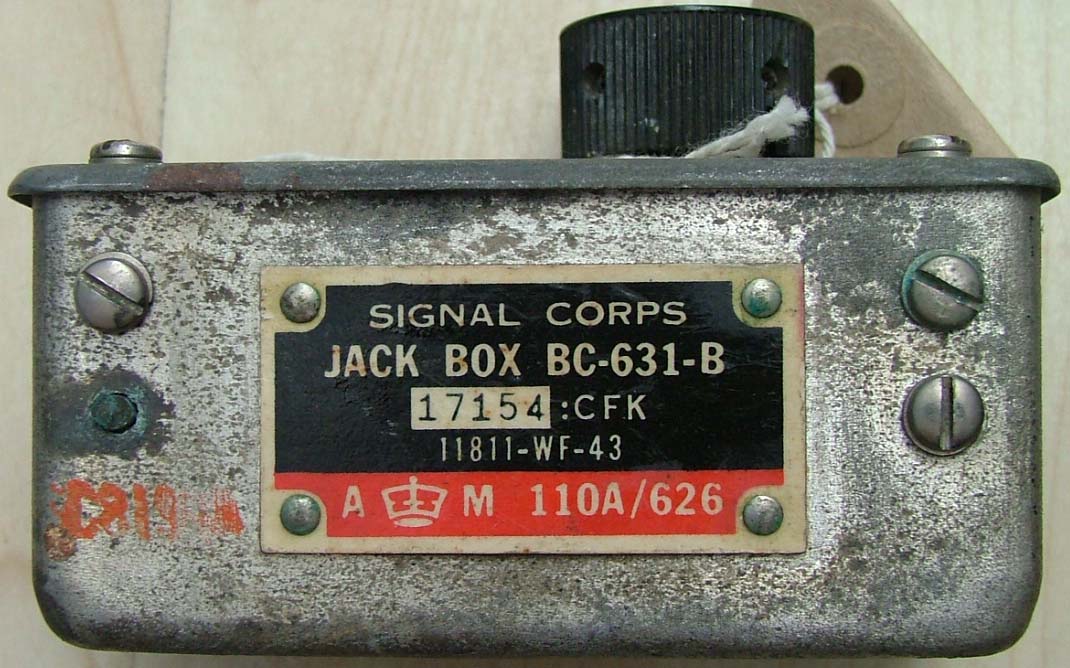 SIGNAL CORPS
JACK BOX BC-631-B
17154 :CFK
11811-WF-43
A M 110A/626